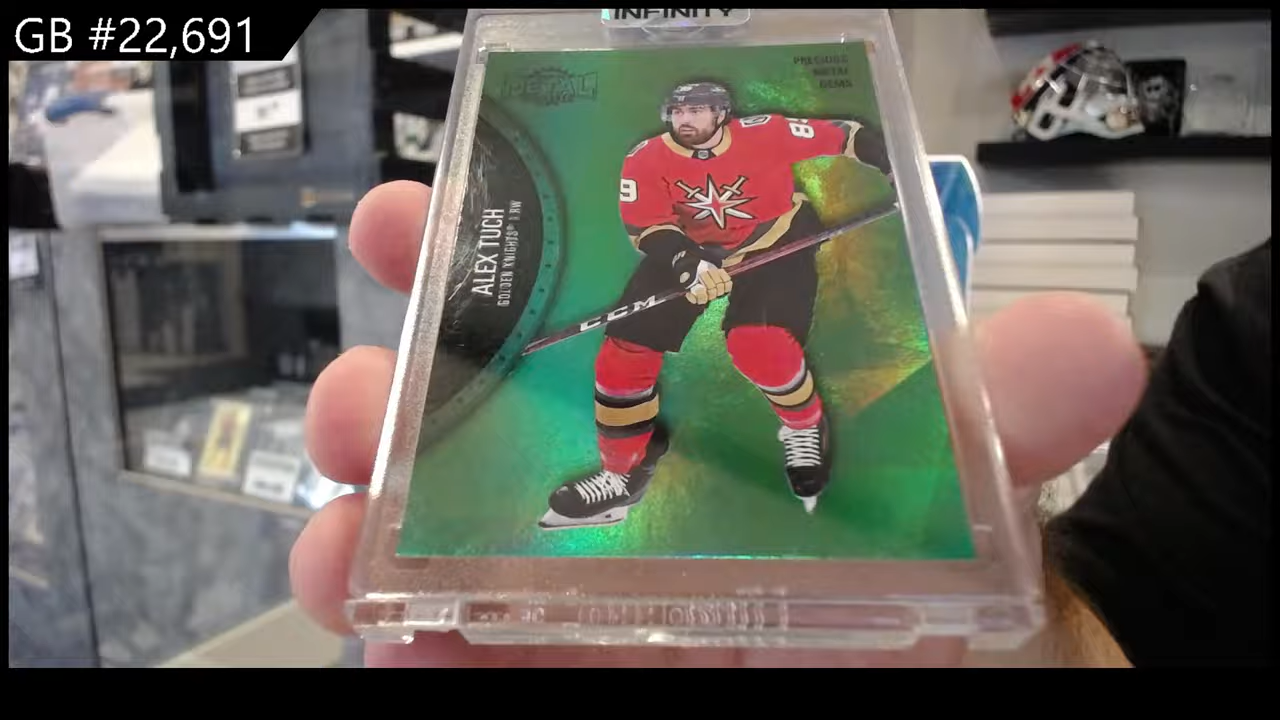 GB #22,691
INFINITY
METAL
PRECIOUS
METAL
GEMS
89
ALEX TUCH
GOLDEN KNIGHTS® | RW
CCM